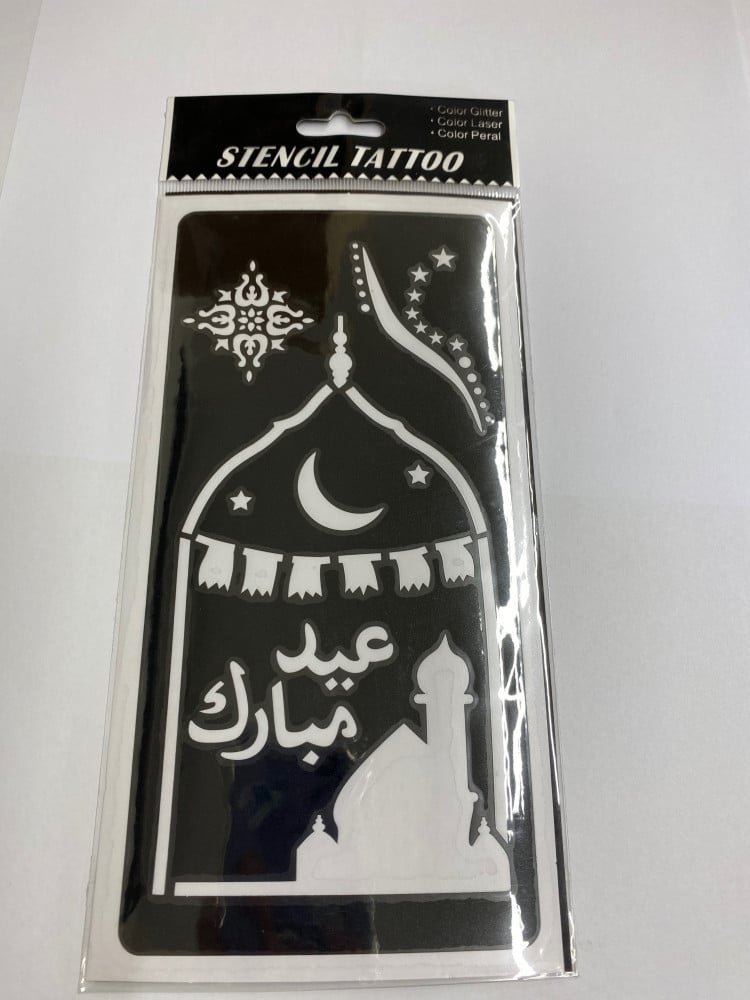 · Color Glitter
· Color Laser
· Color Peral
STENCIL TATTOO
عيد
مبارك